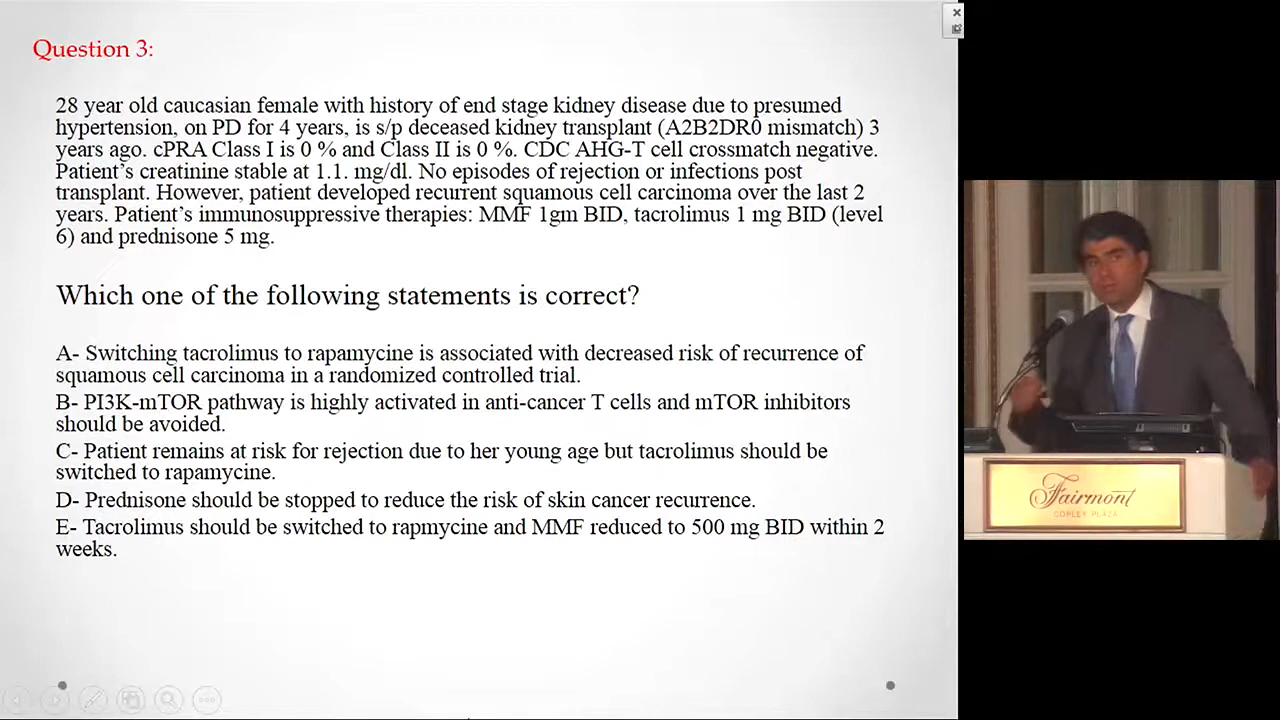 Question 3:
28 year old caucasian female with history of end stage kidney disease due to presumed
hypertension, on PD for 4 years, is s/p deceased kidney transplant (A2B2DR0 mismatch) 3
years ago. cPRA Class I is 0 % and Class II is 0 %. CDC AHG-T cell crossmatch negative.
Patient’s creatinine stable at 1.1. mg/dl. No episodes of rejection or infections post
transplant. However, patient developed recurrent squamous cell carcinoma over the last 2
years. Patient’s immunosuppressive therapies: MMF 1gm BID, tacrolimus 1 mg BID (level
6) and prednisone 5 mg.
Which one of the following statements is correct?
A- Switching tacrolimus to rapamycine is associated with decreased risk of recurrence of
squamous cell carcinoma in a randomized controlled trial.
B- PI3K-mTOR pathway is highly activated in anti-cancer T cells and mTOR inhibitors
should be avoided.
C- Patient remains at risk for rejection due to her young age but tacrolimus should be
switched to rapamycine.
D- Prednisone should be stopped to reduce the risk of skin cancer recurrence.
E- Tacrolimus should be switched to rapmycine and MMF reduced to 500 mg BID within 2
weeks.
Fairmont
COPLEY PLAZA